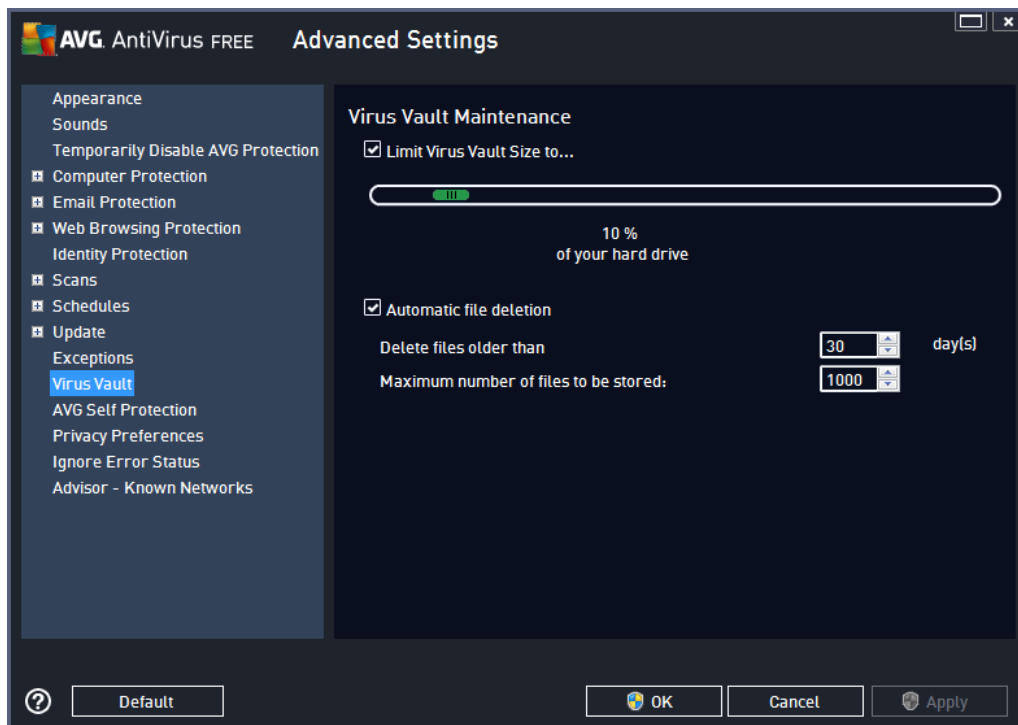 AVG. AntiVirus FREE Advanced Settings
Appearance
Sounds
Temporarily Disable AVG Protection
Computer Protection
Email Protection
Web Browsing Protection
Identity Protection
Scans
Schedules
Update
Exceptions
Virus Vault
AVG Self Protection
Privacy Preferences
Ignore Error Status
Advisor - Known Networks
Virus Vault Maintenance
Limit Virus Vault Size to...
10 %
of your hard drive
Automatic file deletion
Delete files older than 30 day(s)
Maximum number of files to be stored: 1000
? Default OK Cancel Apply